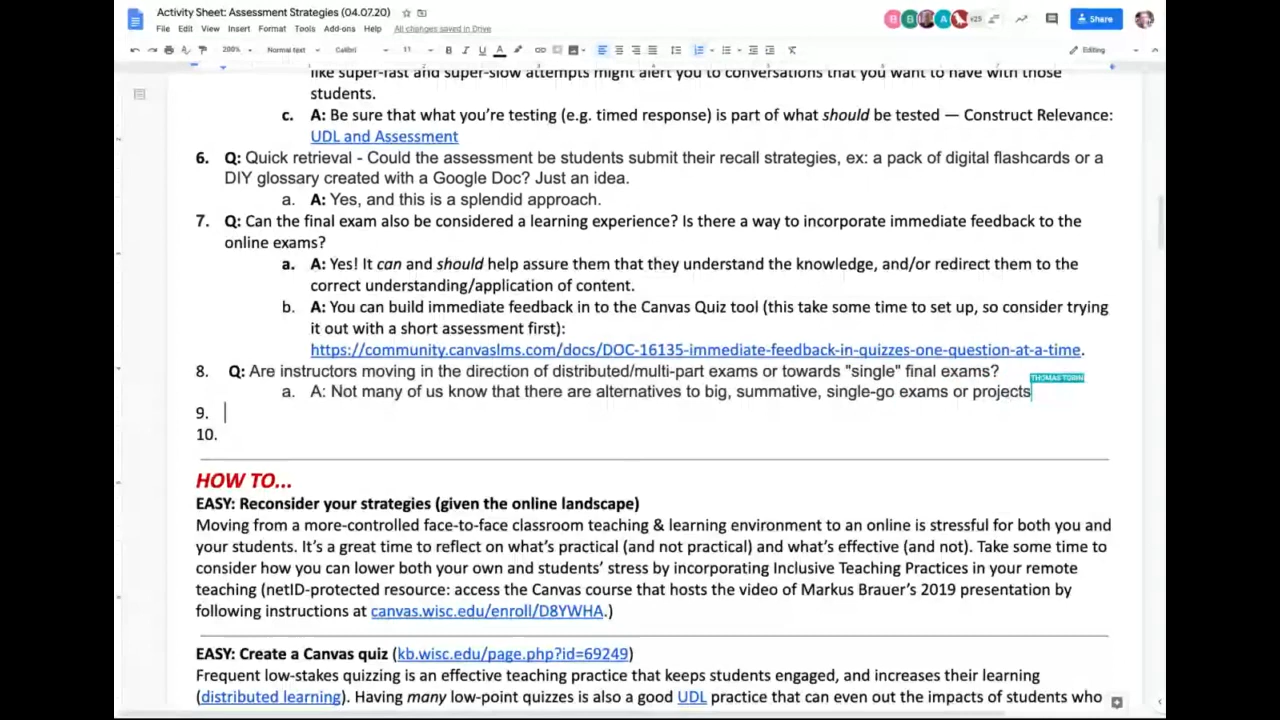 Activity Sheet: Assessment Strategies (04.07.20)
File Edit View Insert Format Tools Add-ons Help All changes saved in Drive
+25
Share
200% Normal text Calibri 11 B I U A Editing
like super-fast and super-slow attempts might alert you to conversations that you want to have with those
students.
c. A: Be sure that what you're testing (e.g. timed response) is part of what should be tested — Construct Relevance:
UDL and Assessment
6. Q: Quick retrieval - Could the assessment be students submit their recall strategies, ex: a pack of digital flashcards or a
DIY glossary created with a Google Doc? Just an idea.
a. A: Yes, and this is a splendid approach.
7. Q: Can the final exam also be considered a learning experience? Is there a way to incorporate immediate feedback to the
online exams?
a. A: Yes! It can and should help assure them that they understand the knowledge, and/or redirect them to the
correct understanding/application of content.
b. A: You can build immediate feedback in to the Canvas Quiz tool (this take some time to set up, so consider trying
it out with a short assessment first):
https://community.canvaslms.com/docs/DOC-16135-immediate-feedback-in-quizzes-one-question-at-a-time.
8. Q: Are instructors moving in the direction of distributed/multi-part exams or towards "single" final exams?
THOMAS TOBIN
a. A: Not many of us know that there are alternatives to big, summative, single-go exams or projects
9.
10.
HOW TO...
EASY: Reconsider your strategies (given the online landscape)
Moving from a more-controlled face-to-face classroom teaching & learning environment to an online is stressful for both you and
your students. It's a great time to reflect on what's practical (and not practical) and what's effective (and not). Take some time to
consider how you can lower both your own and students' stress by incorporating Inclusive Teaching Practices in your remote
teaching (netID-protected resource: access the Canvas course that hosts the video of Markus Brauer's 2019 presentation by
following instructions at canvas.wisc.edu/enroll/D8YWHA.)
EASY: Create a Canvas quiz (kb.wisc.edu/page.php?id=69249)
Frequent low-stakes quizzing is an effective teaching practice that keeps students engaged, and increases their learning
(distributed learning). Having many low-point quizzes is also a good UDL practice that can even out the impacts of students who